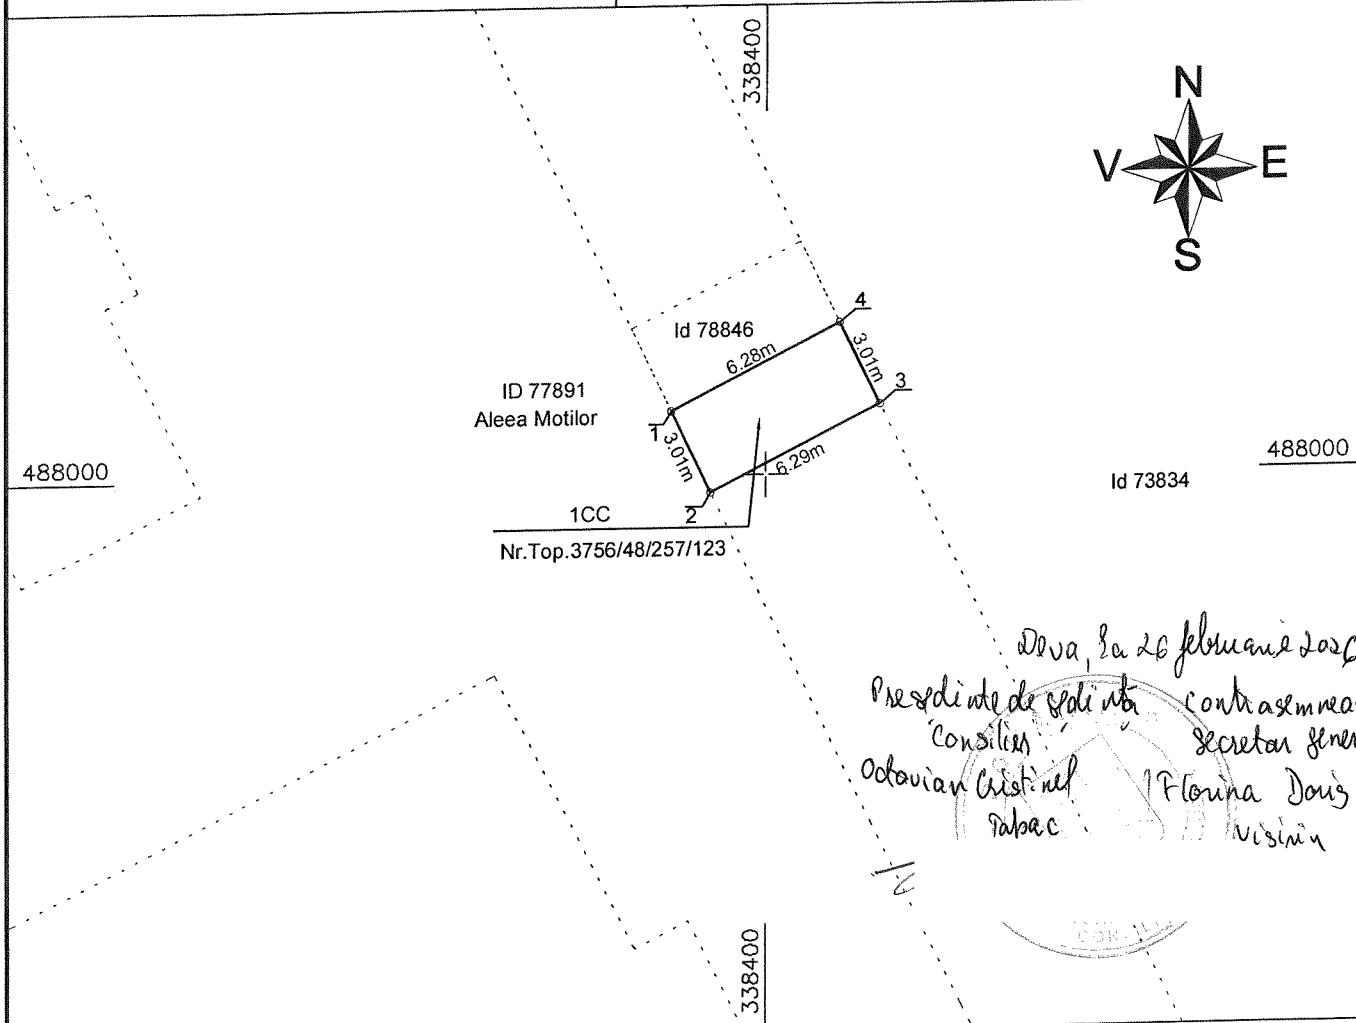 338400
N
V E
S
4
Id 78846
6.28m
3.01m
3
ID 77891
Aleea Motilor
1
3.01m
6.29m
488000
488000
Id 73834
1CC
2
Nr.Top.3756/48/257/123
Deva, la 26 februarie 2026
Presedinte de sedinta contrasemnea
Consilier secretar gener
Octavian Cristinel Florina Doris
Tabac Visirin
338400